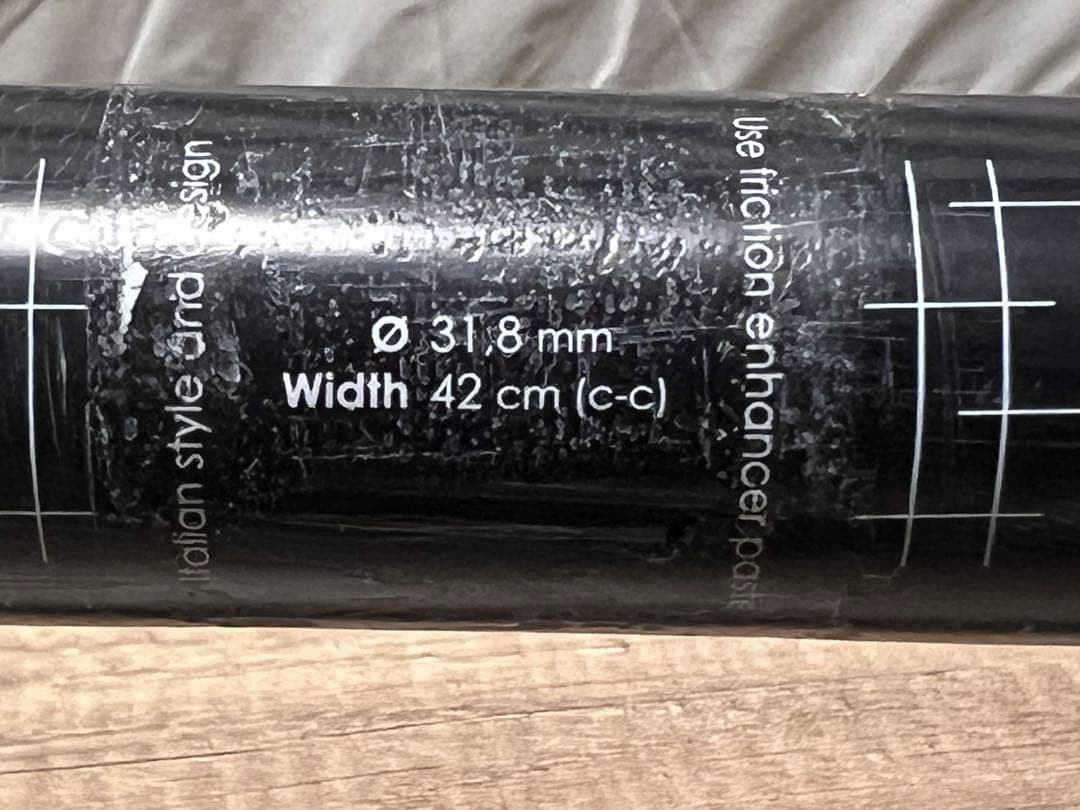 Italian style and design
Ø 31,8 mm
Width 42 cm (c-c)
Use friction enhancer paste